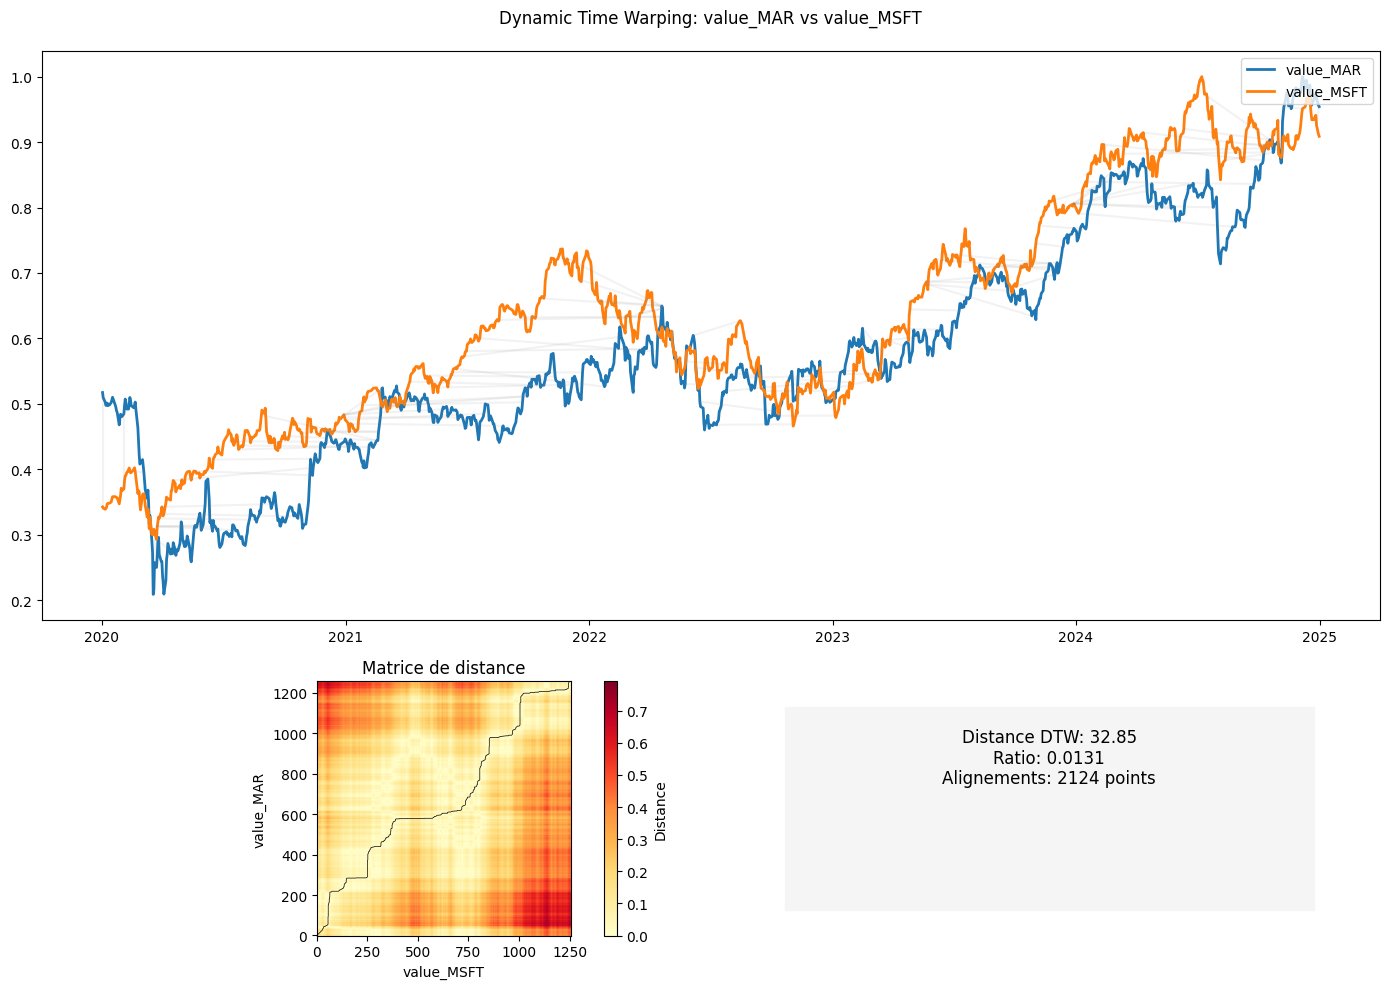 Dynamic Time Warping: value_MAR vs value_MSFT
value_MAR
value_MSFT
1.0
0.9
0.8
0.7
0.6
0.5
0.4
0.3
0.2
2020 2021 2022 2023 2024 2025
Matrice de distance
value_MAR
1200
1000
800
600
400
200
0
0 250 500 750 1000 1250
value_MSFT
0.7
0.6
0.5
0.4
0.3
0.2
0.1
0.0
Distance
Distance DTW: 32.85
Ratio: 0.0131
Alignements: 2124 points